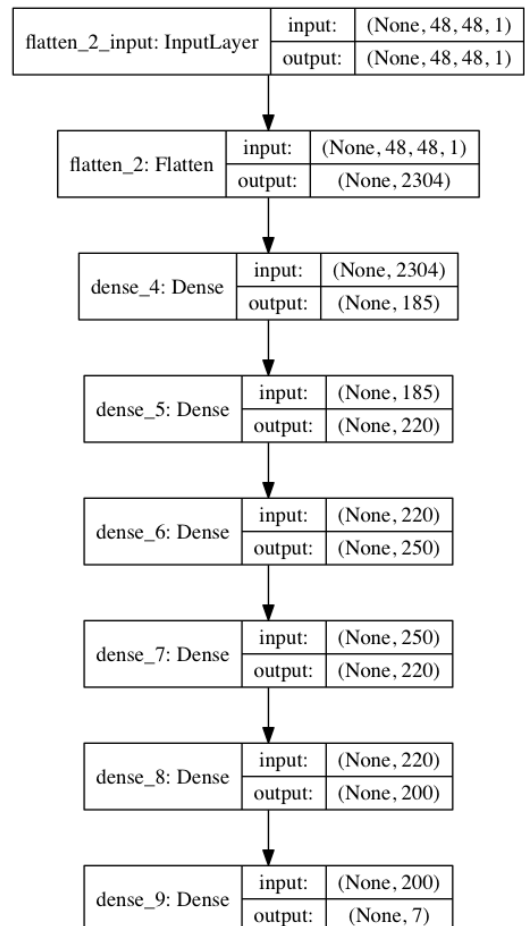 flatten_2_input: InputLayer
input: (None, 48, 48, 1)
output: (None, 48, 48, 1)
flatten_2: Flatten
input: (None, 48, 48, 1)
output: (None, 2304)
dense_4: Dense
input: (None, 2304)
output: (None, 185)
dense_5: Dense
input: (None, 185)
output: (None, 220)
dense_6: Dense
input: (None, 220)
output: (None, 250)
dense_7: Dense
input: (None, 250)
output: (None, 220)
dense_8: Dense
input: (None, 220)
output: (None, 200)
dense_9: Dense
input: (None, 200)
output: (None, 7)